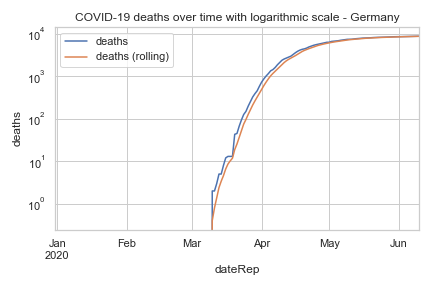 COVID-19 deaths over time with logarithmic scale - Germany
deaths
deaths (rolling)
10⁴
10³
10²
10¹
10⁰
deaths
Jan Feb Mar Apr May Jun
2020
dateRep